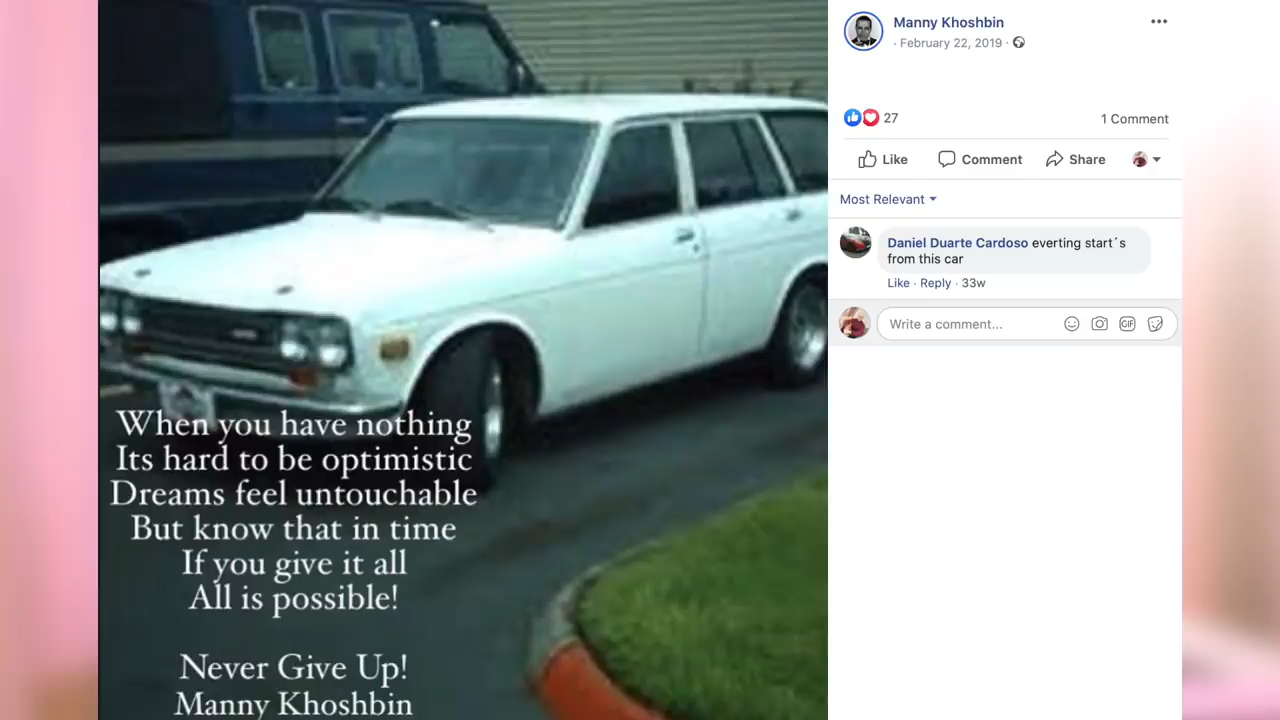 When you have nothing
Its hard to be optimistic
Dreams feel untouchable
But know that in time
If you give it all
All is possible!
Never Give Up!
Manny Khoshbin
Manny Khoshbin
· February 22, 2019 ·
27
1 Comment
Like
Comment
Share
Most Relevant
Daniel Duarte Cardoso everting start´s
from this car
Like · Reply · 33w
Write a comment...
GIF